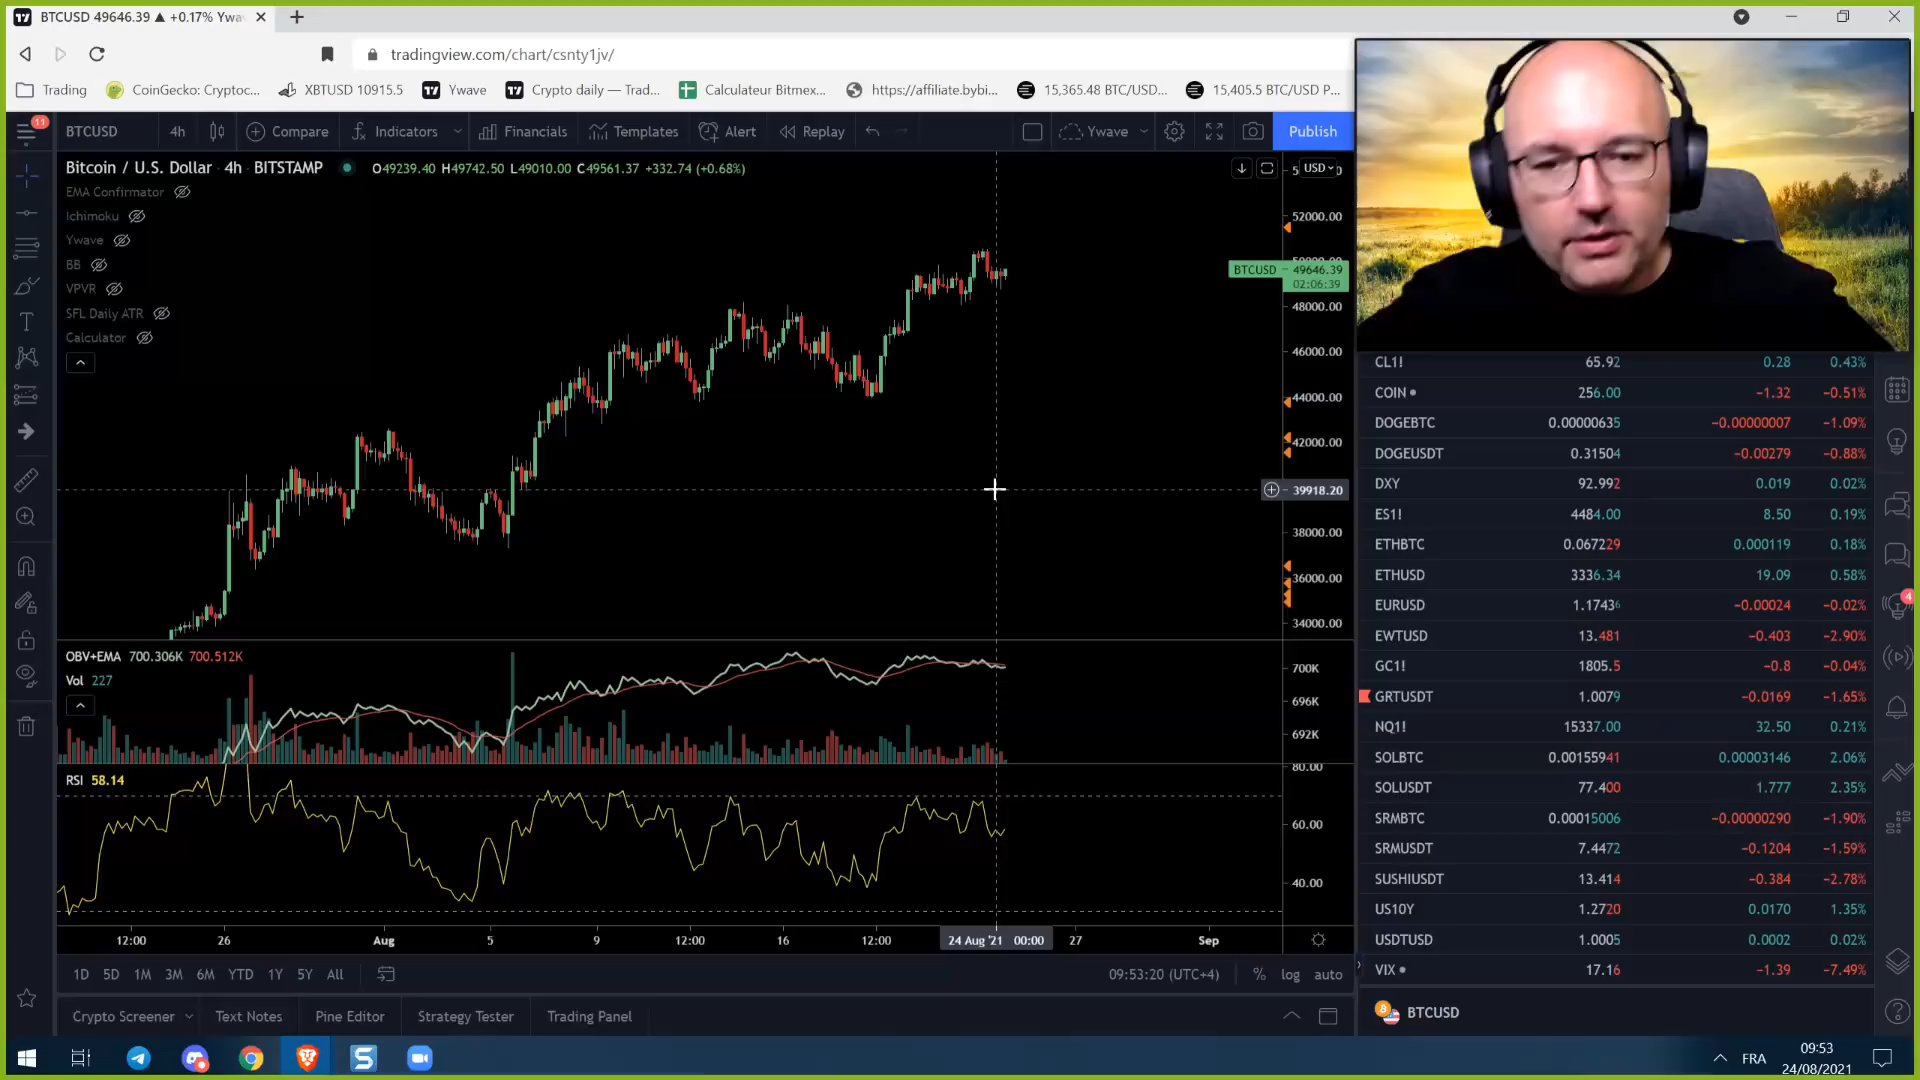 BTCUSD 49646.39 ▲ +0.17% Ywa
tradingview.com/chart/csnty1jv/
Trading CoinGecko: Cryptoc... XBTUSD 10915.5 Ywave Crypto daily — Trad... Calculateur Bitmex... https://affiliate.bybi... 15,365.48 BTC/USD... 15,405.5 BTC/USD P...
11 BTCUSD 4h Compare Indicators Financials Templates Alert Replay Ywave Publish
Bitcoin / U.S. Dollar · 4h · BITSTAMP O49239.40 H49742.50 L49010.00 C49561.37 +332.74 (+0.68%) USD
EMA Confirmator
Ichimoku
Ywave
BB
VPVR
SFL Daily ATR
Calculator
52000.00
BTCUSD 49646.39
02:06:39
48000.00
46000.00
44000.00
42000.00
39918.20
38000.00
36000.00
34000.00
OBV+EMA 700.306K 700.512K
Vol 227
700K
696K
692K
RSI 58.14
80.00
60.00
40.00
12:00 26 Aug 5 9 12:00 16 12:00 24 Aug '21 00:00 27 Sep
1D 5D 1M 3M 6M YTD 1Y 5Y All 09:53:20 (UTC+4) % log auto
Crypto Screener Text Notes Pine Editor Strategy Tester Trading Panel
CL1! 65.92 0.28 0.43%
COIN 256.00 −1.32 −0.51%
DOGEBTC 0.00000635 −0.00000007 −1.09%
DOGEUSDT 0.31504 −0.00279 −0.88%
DXY 92.992 0.019 0.02%
ES1! 4484.00 8.50 0.19%
ETHBTC 0.067229 0.000119 0.18%
ETHUSD 3336.34 19.09 0.58%
EURUSD 1.17436 −0.00024 −0.02%
EWTUSD 13.481 −0.403 −2.90%
GC1! 1805.5 −0.8 −0.04%
GRTUSDT 1.0079 −0.0169 −1.65%
NQ1! 15337.00 32.50 0.21%
SOLBTC 0.00155941 0.00003146 2.06%
SOLUSDT 77.400 1.777 2.35%
SRMBTC 0.00015006 −0.00000290 −1.90%
SRMUSDT 7.4472 −0.1204 −1.59%
SUSHIUSDT 13.414 −0.384 −2.78%
US10Y 1.2720 0.0170 1.35%
USDTUSD 1.0005 0.0002 0.02%
VIX 17.16 −1.39 −7.49%
BTCUSD
4
FRA
09:53
24/08/2021